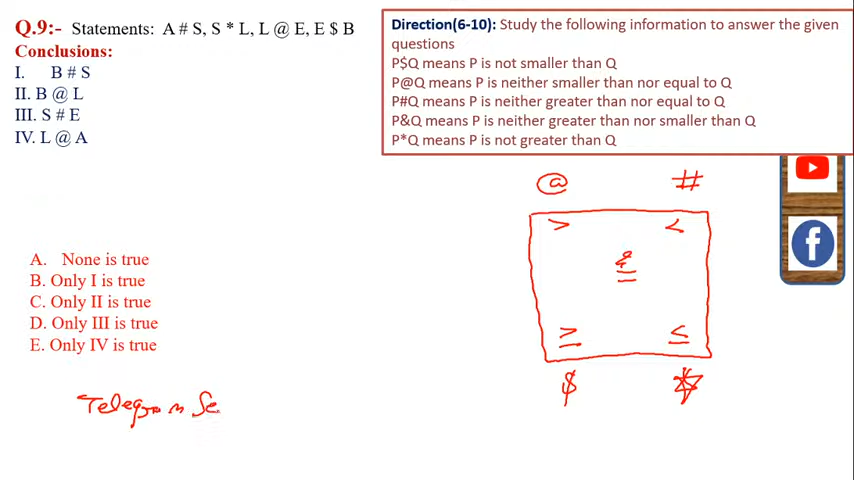 Q.9:- Statements: A # S, S * L, L @ E, E $ B
Conclusions:
I. B # S
II. B @ L
III. S # E
IV. L @ A
A. None is true
B. Only I is true
C. Only II is true
D. Only III is true
E. Only IV is true
Telegram Se
Direction(6-10): Study the following information to answer the given
questions
P$Q means P is not smaller than Q
P@Q means P is neither smaller than nor equal to Q
P#Q means P is neither greater than nor equal to Q
P&Q means P is neither greater than nor smaller than Q
P*Q means P is not greater than Q
@ #
> <
&
=
≥ ≤
$ *
f